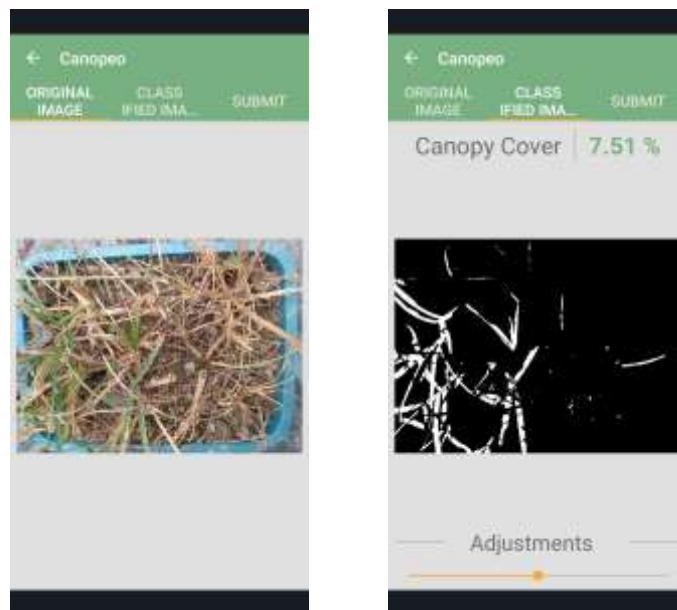 Canopeo
ORIGINAL IMAGE
CLASS IFIED IMA...
SUBMIT
Canopeo
ORIGINAL IMAGE
CLASS IFIED IMA...
SUBMIT
Canopy Cover 7.51 %
Adjustments